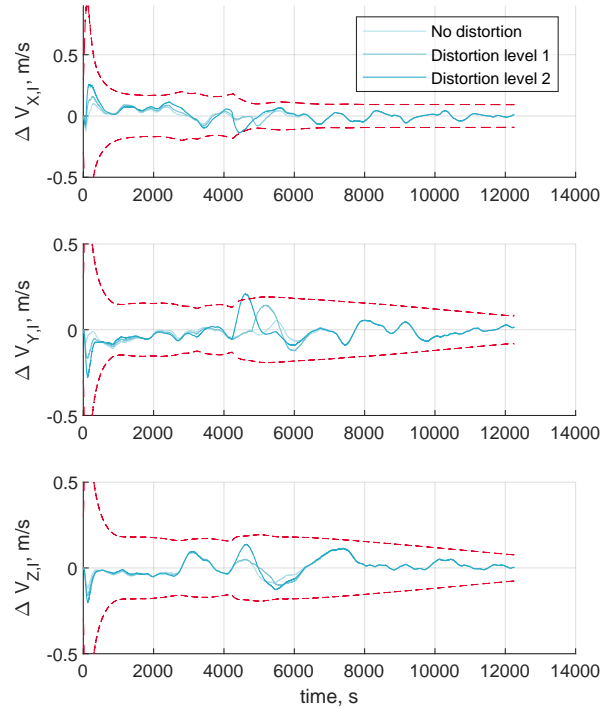 No distortion
Distortion level 1
Distortion level 2
0.5
0
-0.5
Δ V_X,I, m/s
0 2000 4000 6000 8000 10000 12000 14000
0.5
0
-0.5
Δ V_Y,I, m/s
0 2000 4000 6000 8000 10000 12000 14000
0.5
0
-0.5
Δ V_Z,I, m/s
0 2000 4000 6000 8000 10000 12000 14000
time, s